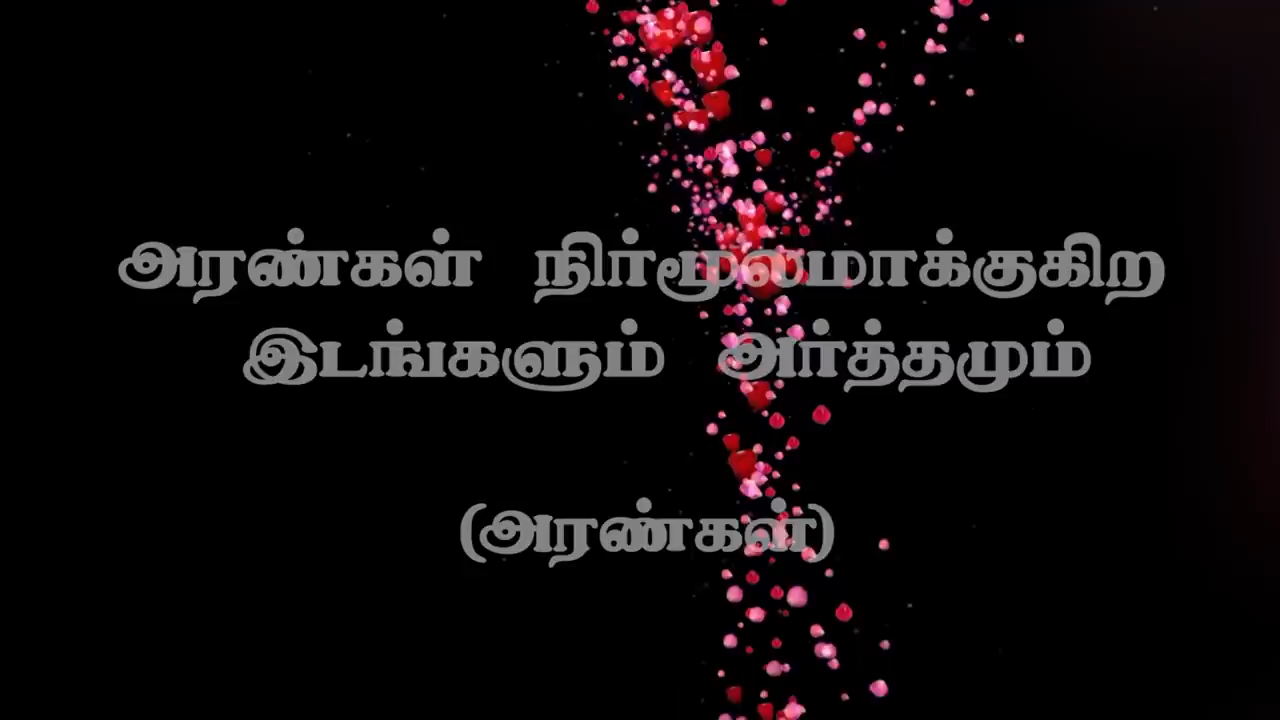 அரண்கள் நிர்மூலமாக்குகிற
இடங்களும் அர்த்தமும்
(அரண்கள்)